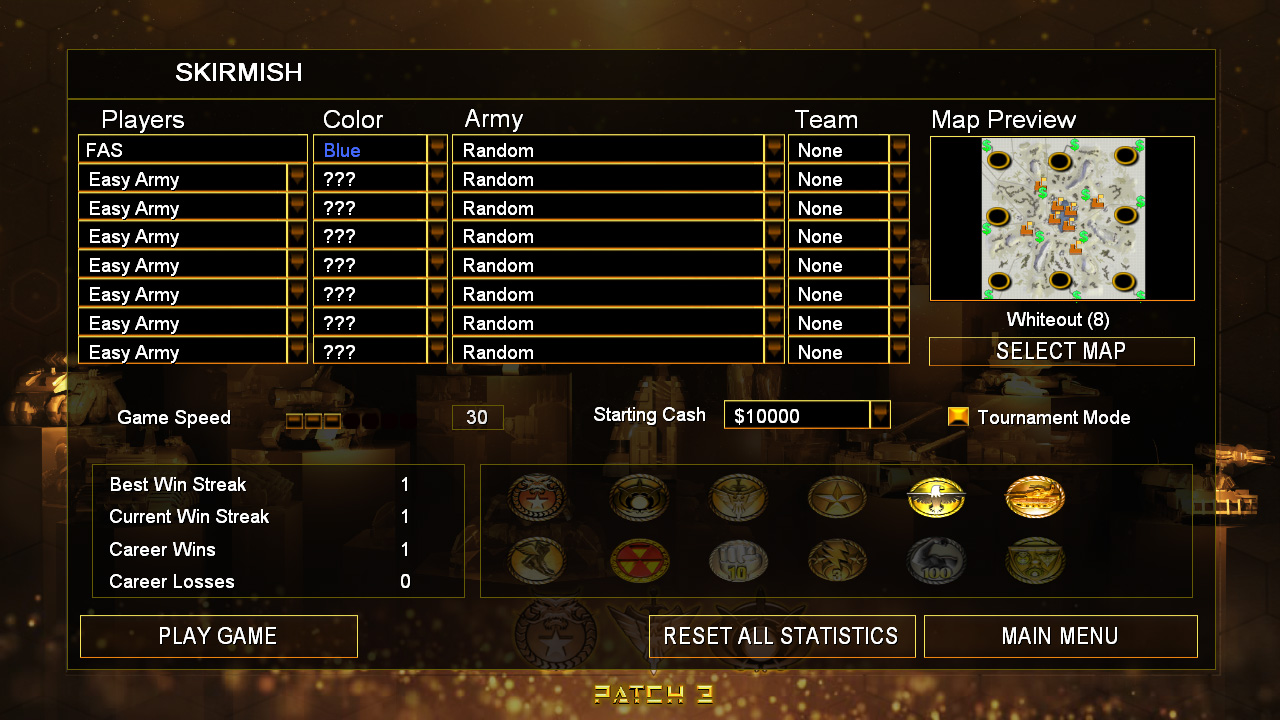 SKIRMISH
Players Color Army Team Map Preview
FAS Blue Random None
Easy Army ??? Random None
Easy Army ??? Random None
Easy Army ??? Random None
Easy Army ??? Random None
Easy Army ??? Random None
Easy Army ??? Random None
Easy Army ??? Random None
Whiteout (8)
SELECT MAP
Game Speed 30 Starting Cash $10000 Tournament Mode
Best Win Streak 1
Current Win Streak 1
Career Wins 1
Career Losses 0
10
3
100
PLAY GAME RESET ALL STATISTICS MAIN MENU
PATCH 3